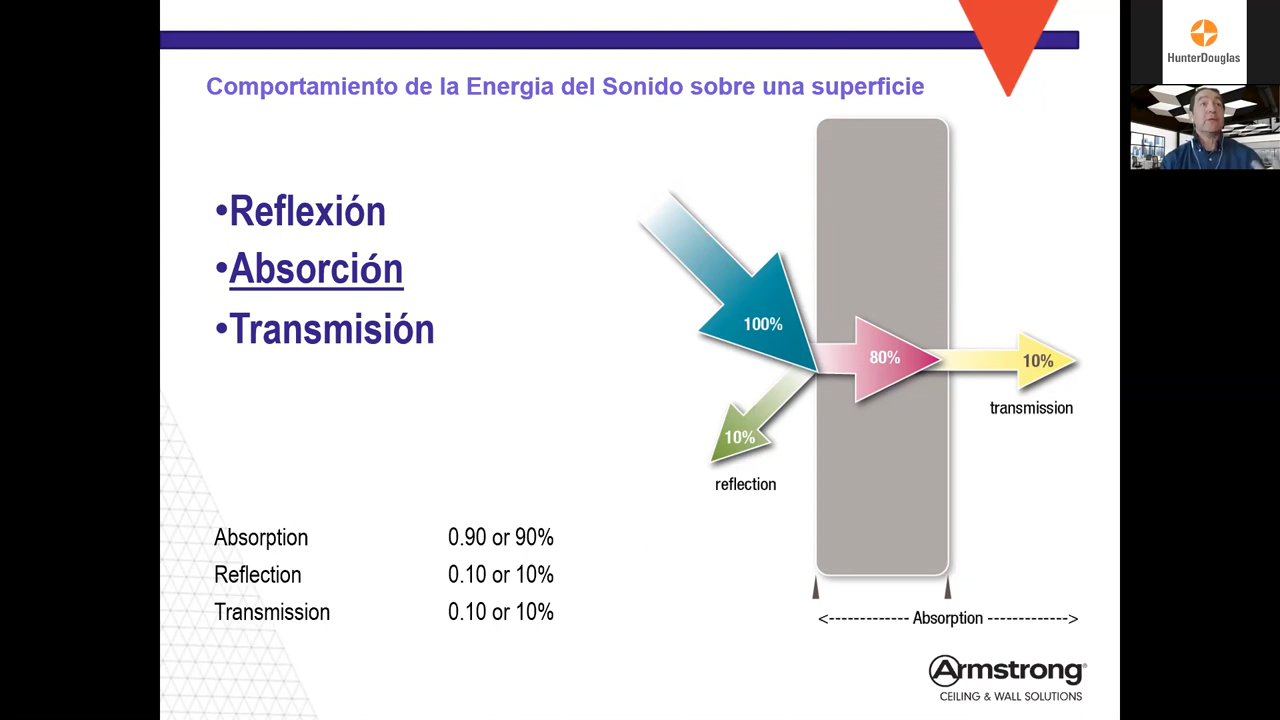 Comportamiento de la Energia del Sonido sobre una superficie
HunterDouglas
•Reflexión
•Absorción
•Transmisión
100%
80%
10%
transmission
10%
reflection
Absorption 0.90 or 90%
Reflection 0.10 or 10%
Transmission 0.10 or 10%
<------------- Absorption ------------->
Armstrong®
CEILING & WALL SOLUTIONS